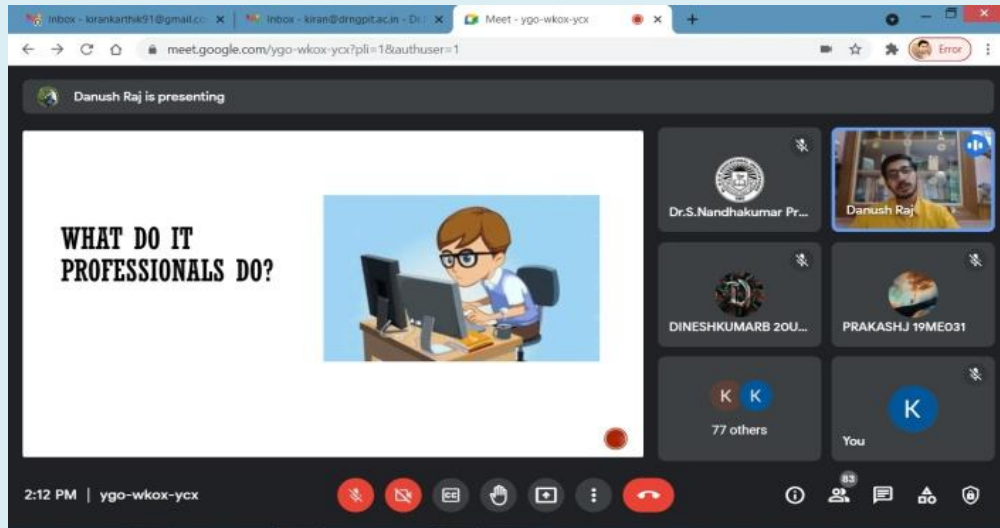 Inbox - kirankarthik91@gmail.co
Inbox - kiran@drngpit.ac.in - Dr.
Meet - ygo-wkox-ycx
meet.google.com/ygo-wkox-ycx?pli=1&authuser=1
Error
Danush Raj is presenting
WHAT DO IT
PROFESSIONALS DO?
Dr.S.Nandhakumar Pr...
Danush Raj
DINESHKUMARB 20U...
PRAKASHJ 19ME031
K K
77 others
K
You
2:12 PM | ygo-wkox-ycx
CC
83